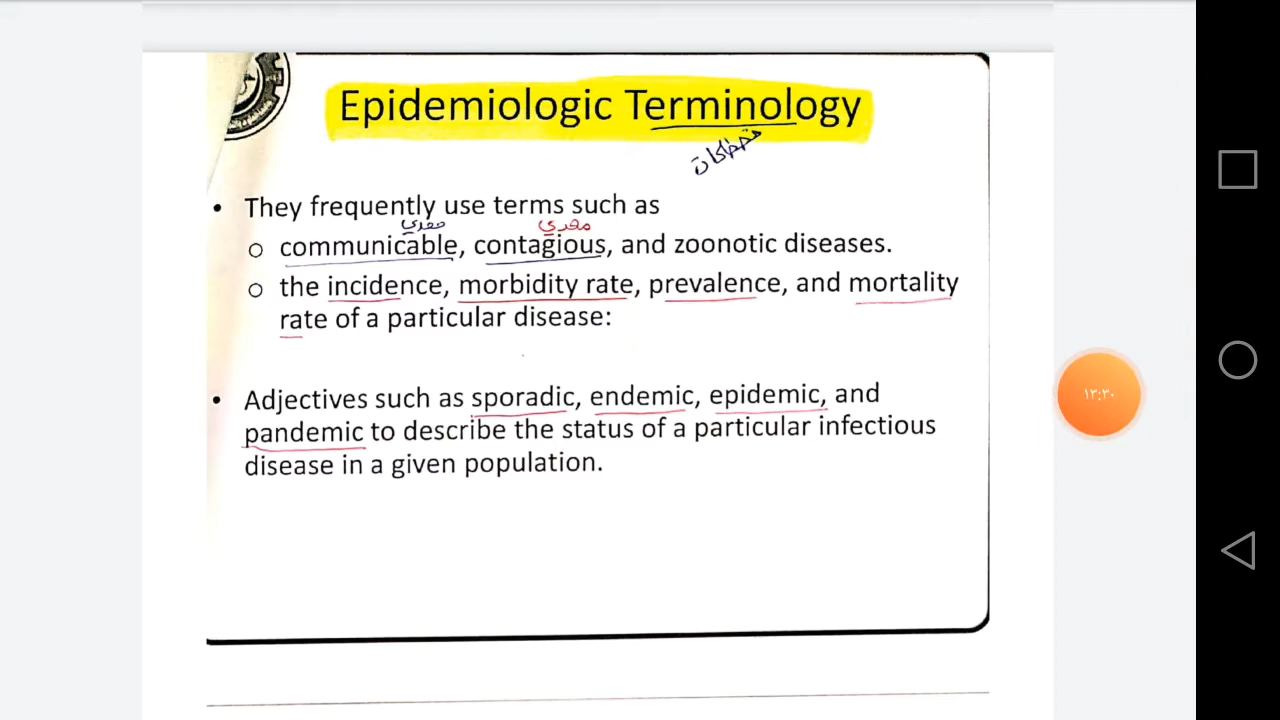 Epidemiologic Terminology
• They frequently use terms such as
معدي معدي
o communicable, contagious, and zoonotic diseases.
o the incidence, morbidity rate, prevalence, and mortality
rate of a particular disease:
• Adjectives such as sporadic, endemic, epidemic, and
pandemic to describe the status of a particular infectious
disease in a given population.
١٣:٣٠